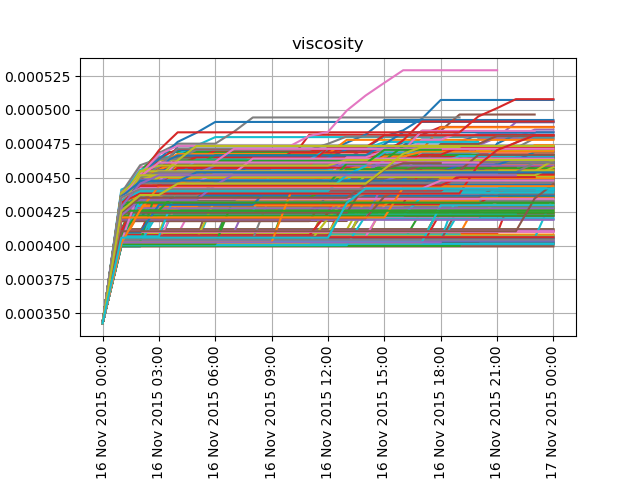 viscosity
0.000525
0.000500
0.000475
0.000450
0.000425
0.000400
0.000375
0.000350
16 Nov 2015 00:00
16 Nov 2015 03:00
16 Nov 2015 06:00
16 Nov 2015 09:00
16 Nov 2015 12:00
16 Nov 2015 15:00
16 Nov 2015 18:00
16 Nov 2015 21:00
17 Nov 2015 00:00